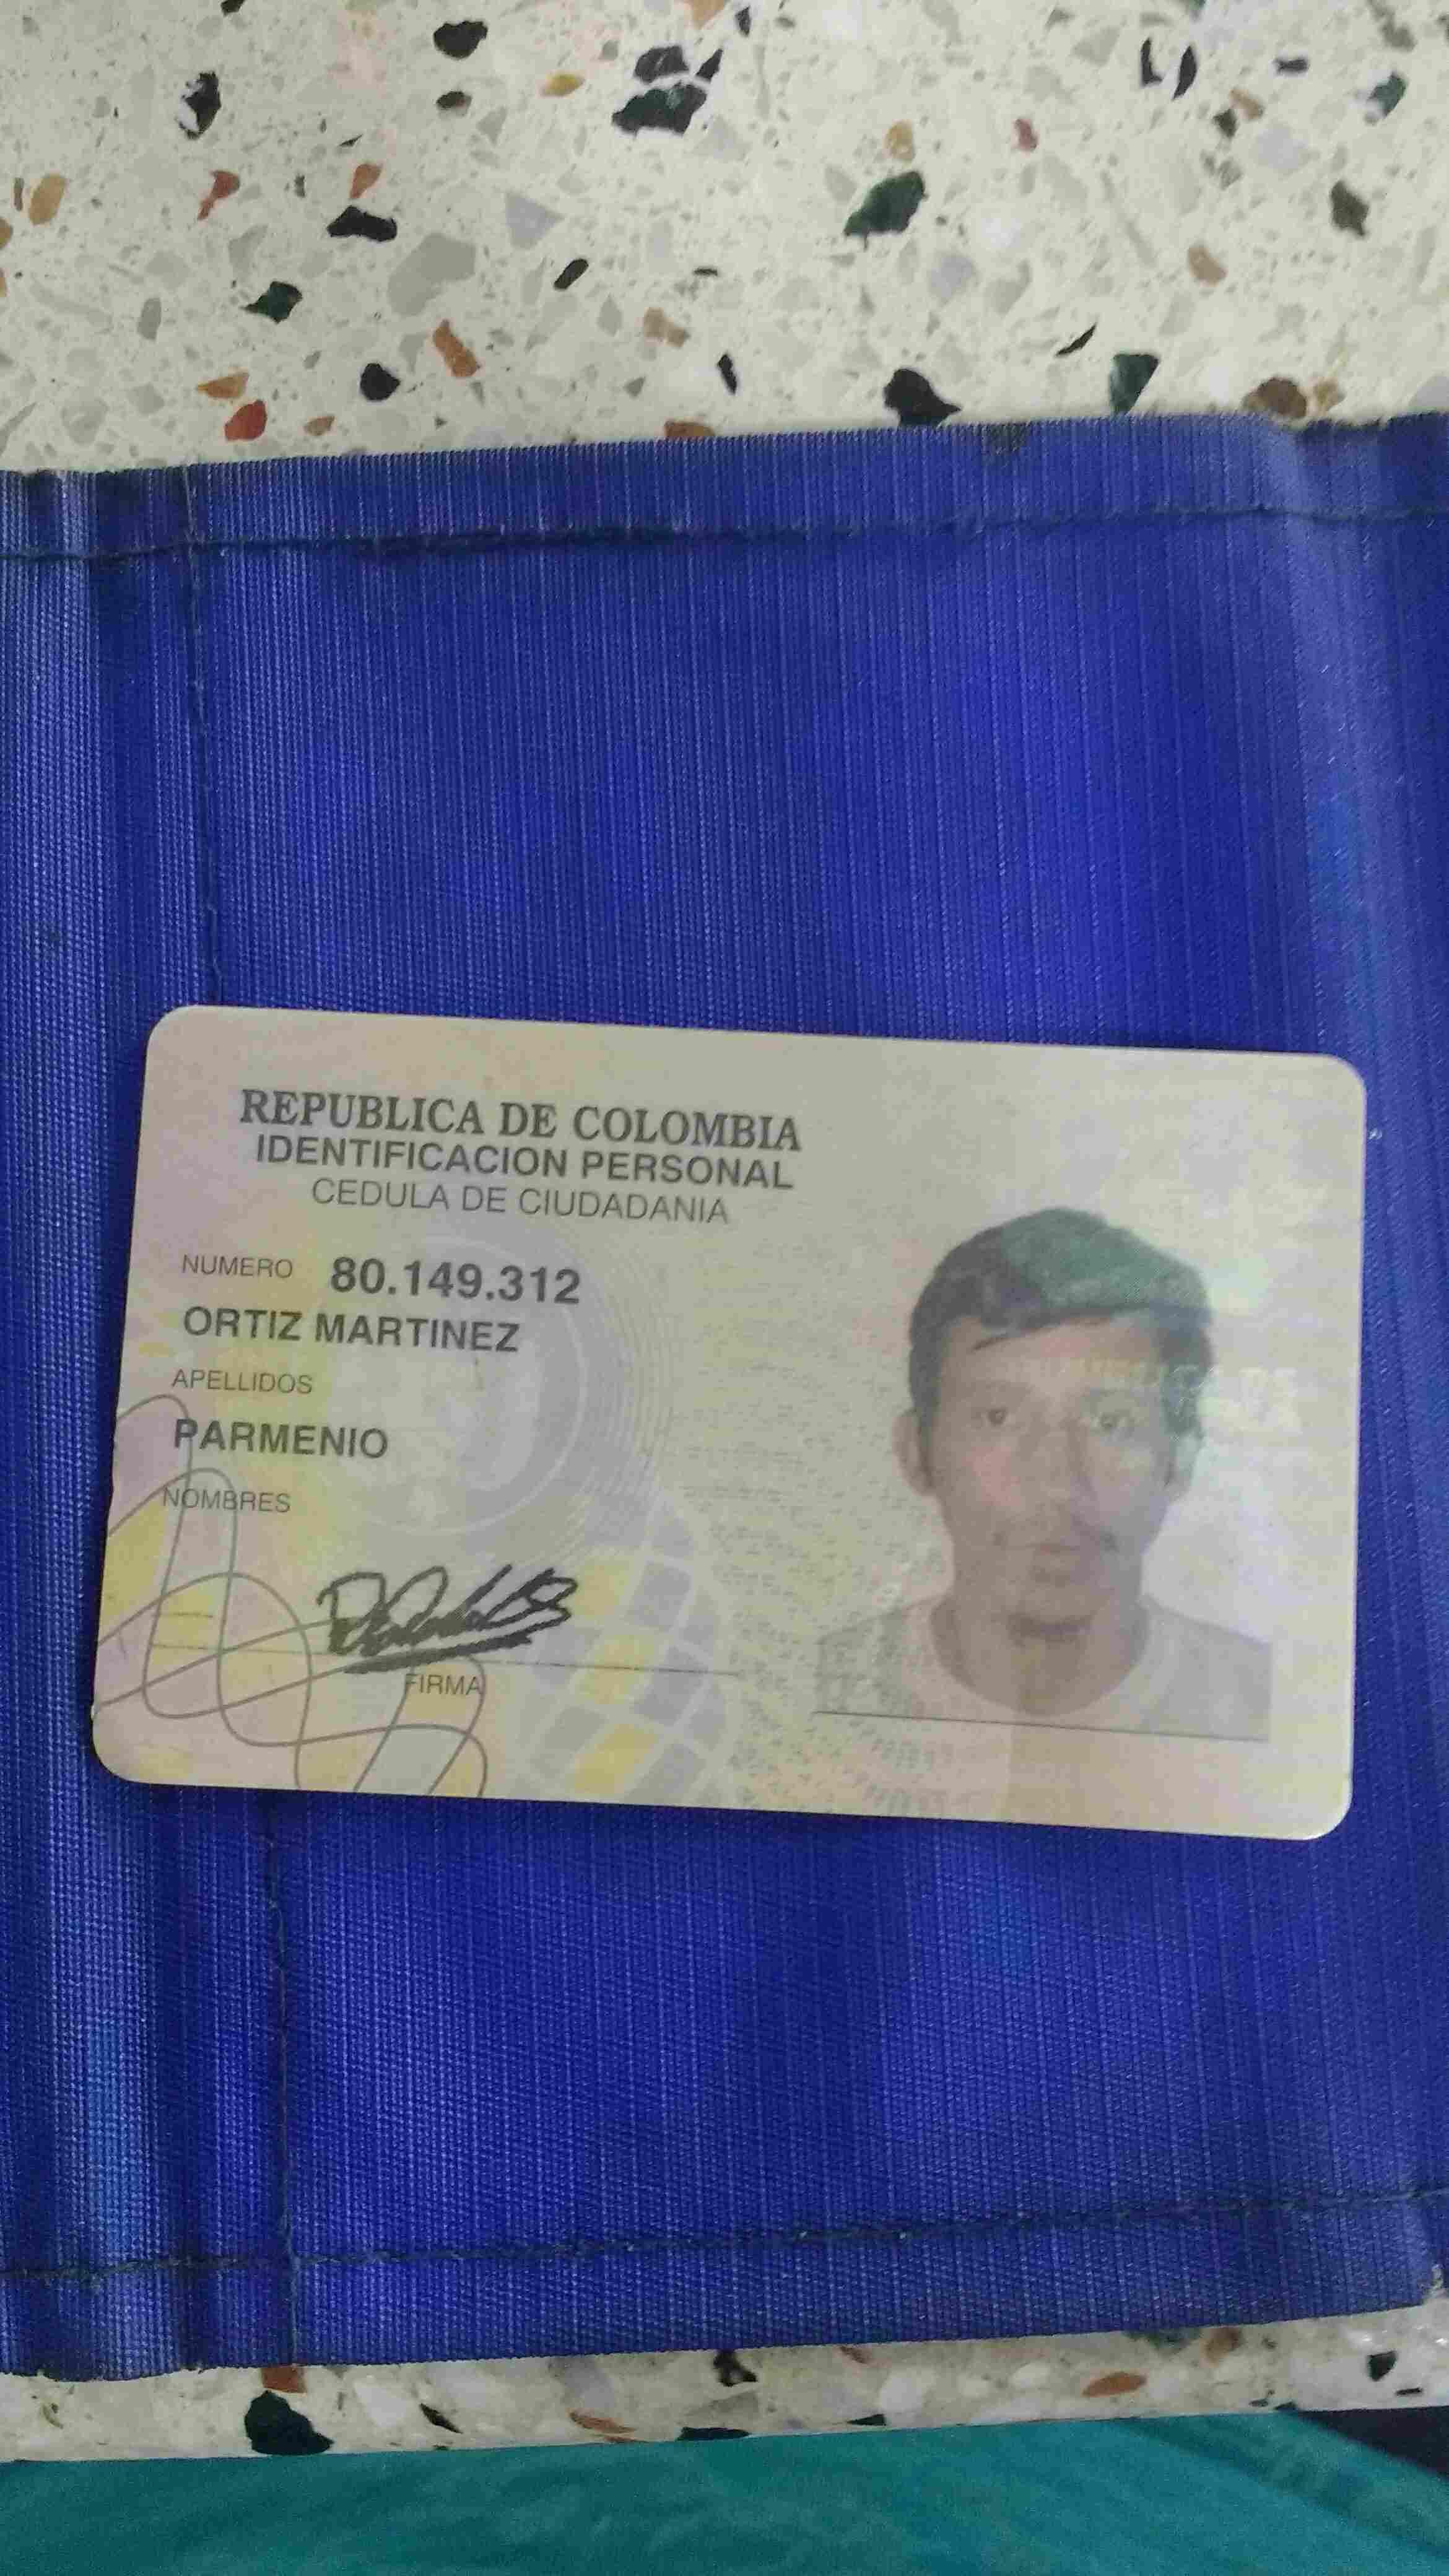 REPUBLICA DE COLOMBIA
IDENTIFICACION PERSONAL
CEDULA DE CIUDADANIA
NUMERO 80.149.312
ORTIZ MARTINEZ
APELLIDOS
PARMENIO
NOMBRES
FIRMA